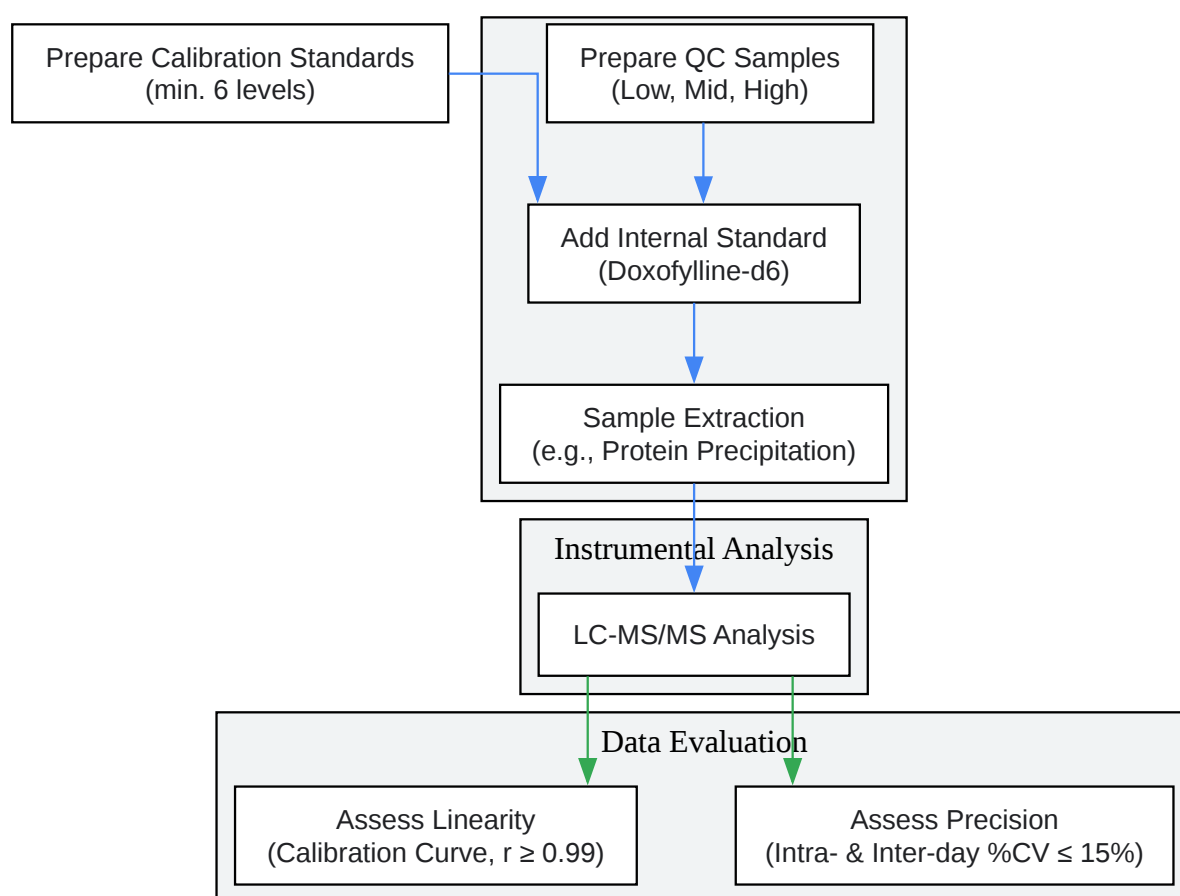 Prepare Calibration Standards
(min. 6 levels)
Prepare QC Samples
(Low, Mid, High)
Add Internal Standard
(Doxofylline-d6)
Sample Extraction
(e.g., Protein Precipitation)
Instrumental Analysis
LC-MS/MS Analysis
Data Evaluation
Assess Linearity
(Calibration Curve, r ≥ 0.99)
Assess Precision
(Intra- & Inter-day %CV ≤ 15%)